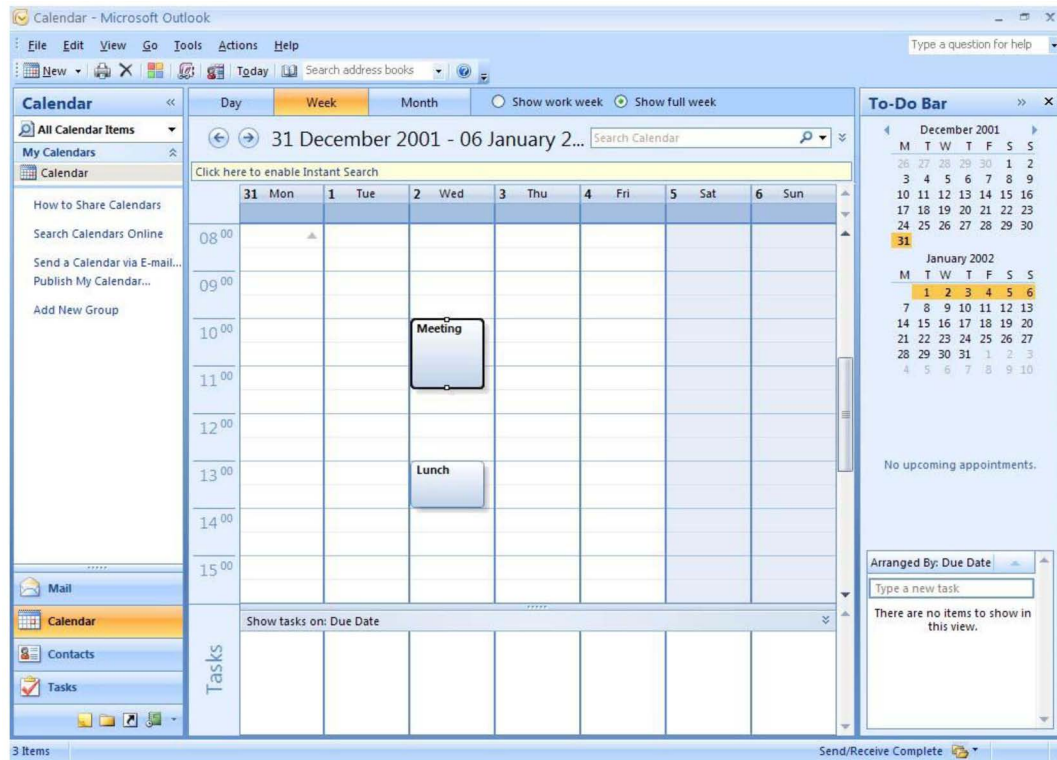 Calendar - Microsoft Outlook
File Edit View Go Tools Actions Help
Type a question for help
New Today Search address books
Calendar «
All Calendar Items
My Calendars
Calendar
How to Share Calendars
Search Calendars Online
Send a Calendar via E-mail...
Publish My Calendar...
Add New Group
Mail
Calendar
Contacts
Tasks
Day Week Month Show work week Show full week
31 December 2001 - 06 January 2... Search Calendar
Click here to enable Instant Search
31 Mon 1 Tue 2 Wed 3 Thu 4 Fri 5 Sat 6 Sun
08 00
09 00
10 00 Meeting
11 00
12 00
13 00 Lunch
14 00
15 00
Tasks
Show tasks on: Due Date
To-Do Bar »
December 2001
M T W T F S S
26 27 28 29 30 1 2
3 4 5 6 7 8 9
10 11 12 13 14 15 16
17 18 19 20 21 22 23
24 25 26 27 28 29 30
31
January 2002
M T W T F S S
1 2 3 4 5 6
7 8 9 10 11 12 13
14 15 16 17 18 19 20
21 22 23 24 25 26 27
28 29 30 31 1 2 3
4 5 6 7 8 9 10
No upcoming appointments.
Arranged By: Due Date
Type a new task
There are no items to show in
this view.
3 Items
Send/Receive Complete